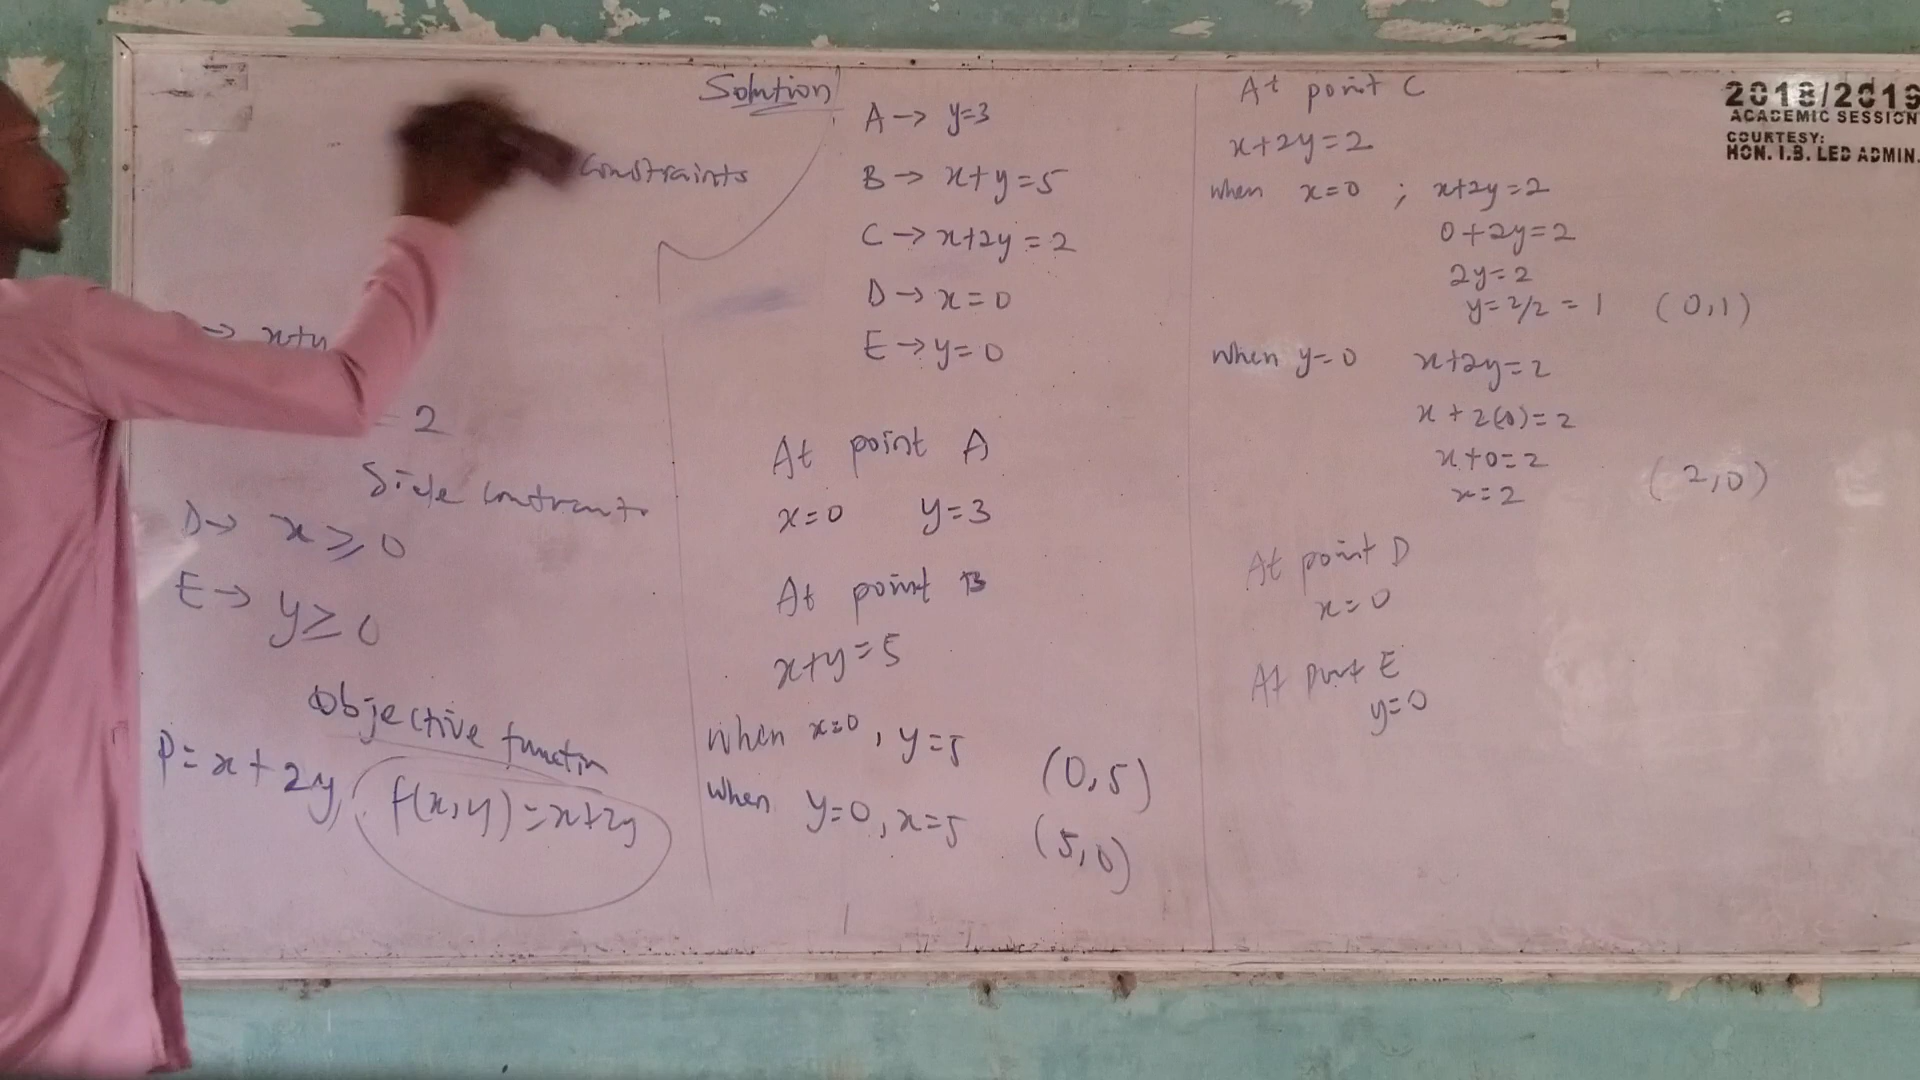 Solution
constraints
→ x+y
= 2
Side constraints
D→ x ≥ 0
E→ y ≥ 0
Objective function
P= x + 2y
f(x,y) = x+2y
A → y=3
B → x+y=5
C → x+2y = 2
D → x = 0
E → y = 0
At point A
x=0 y=3
At point B
x+y=5
When x=0, y=5 (0,5)
When y=0, x=5 (5,0)
At point C
x+2y=2
When x=0 ; x+2y=2
0+2y=2
2y=2
y=2/2 = 1 (0,1)
When y=0 x+2y=2
x + 2(0)=2
x+0=2
x=2 (2,0)
At point D
x=0
At point E
y=0
2018/2019
ACADEMIC SESSION
COURTESY:
HON. I.B. LED ADMIN.